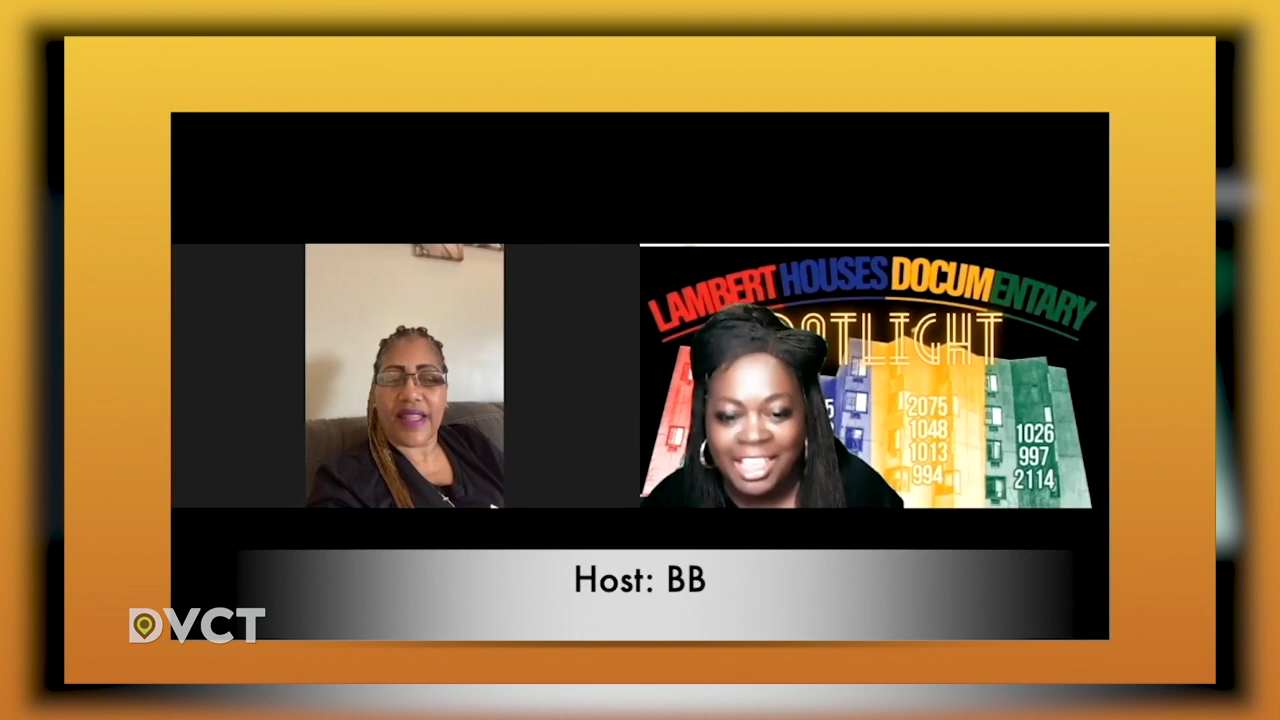 LAMBERT HOUSES DOCUMENTARY
2075
1048
1013
994
1026
997
2114
Host: BB
DVCT